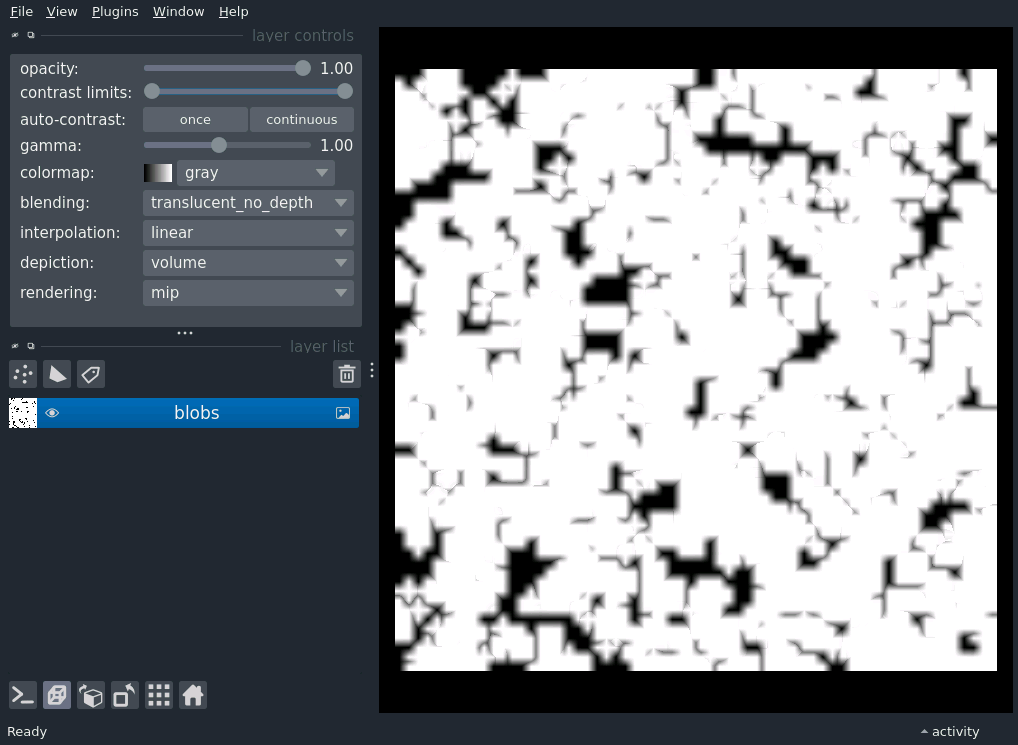 File View Plugins Window Help
layer controls
opacity: 1.00
contrast limits:
auto-contrast: once continuous
gamma: 1.00
colormap: gray
blending: translucent_no_depth
interpolation: linear
depiction: volume
rendering: mip
layer list
blobs
Ready activity